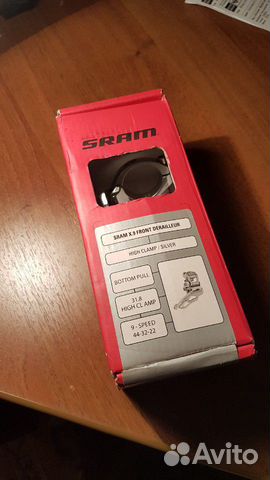 SRAM
SRAM X.9 FRONT DERAILLEUR
HIGH CLAMP / SILVER
BOTTOM PULL
31.8
HIGH CLAMP
9 - SPEED
44-32-22
Avito